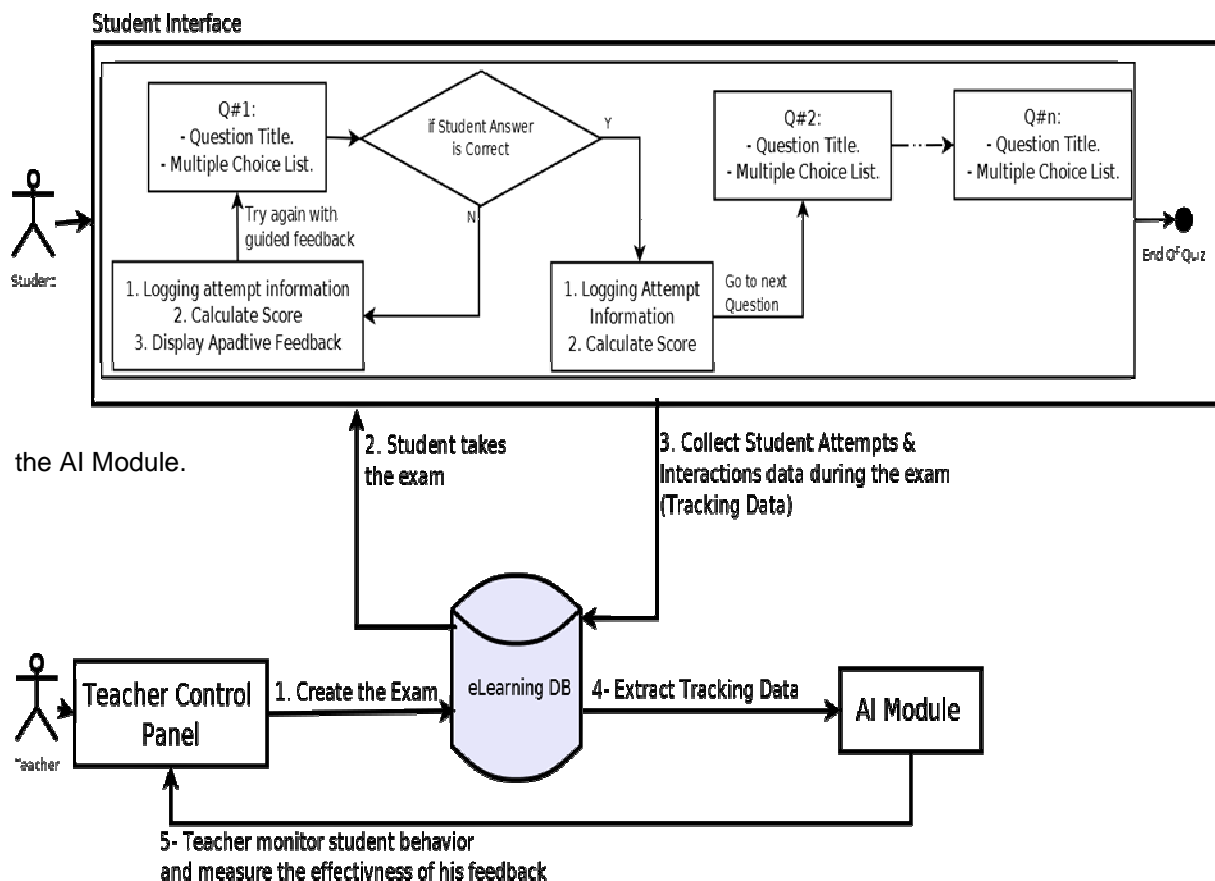 Student Interface
Q#1:
- Question Title.
- Multiple Choice List.
if Student Answer
is Correct
Y
N
Try again with
guided feedback
1. Logging attempt information
2. Calculate Score
3. Display Apadtive Feedback
1. Logging Attempt
Information
2. Calculate Score
Go to next
Question
Q#2:
- Question Title.
- Multiple Choice List.
Q#n:
- Question Title.
- Multiple Choice List.
Student
End Of Quiz
the AI Module.
2. Student takes
the exam
3. Collect Student Attempts &
Interactions data during the exam
(Tracking Data)
Teacher
Teacher Control
Panel
1. Create the Exam
eLearning DB
4- Extract Tracking Data
AI Module
5- Teacher monitor student behavior
and measure the effectivness of his feedback